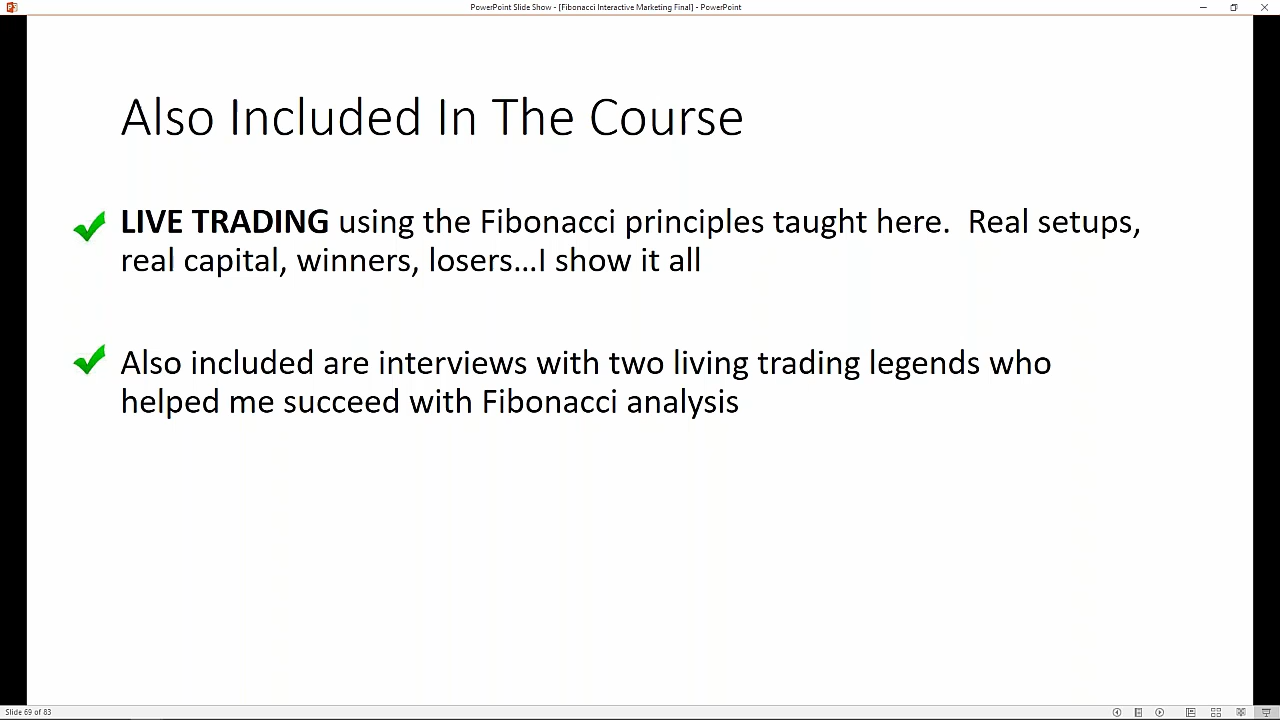 PowerPoint Slide Show - [Fibonacci Interactive Marketing Final] - PowerPoint
Also Included In The Course
LIVE TRADING using the Fibonacci principles taught here.  Real setups,
real capital, winners, losers...I show it all
Also included are interviews with two living trading legends who
helped me succeed with Fibonacci analysis
Slide 69 of 83